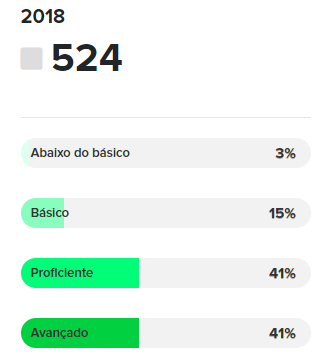 2018
524
Abaixo do básico 3%
Básico 15%
Proficiente 41%
Avançado 41%